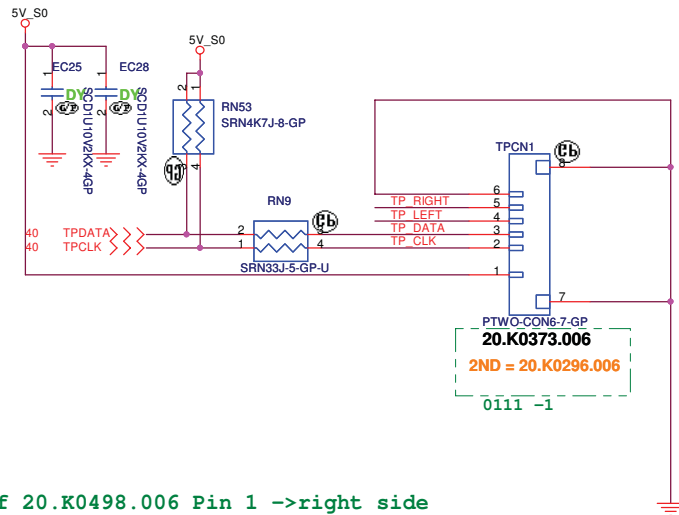 5V_S0
5V_S0
EC25
EC28
DY
DY
SCD1U10V2KX-4GP
SCD1U10V2KX-4GP
1
2
1
2
2
1
RN53
SRN4K7J-8-GP
3
4
RN9
40 TPDATA
40 TPCLK
2
1
3
4
SRN33J-5-GP-U
TPCN1
8
6
TP_RIGHT 5
TP_LEFT 4
TP_DATA 3
TP_CLK 2
1
7
PTWO-CON6-7-GP
20.K0373.006
2ND = 20.K0296.006
0111 -1
f 20.K0498.006 Pin 1 ->right side